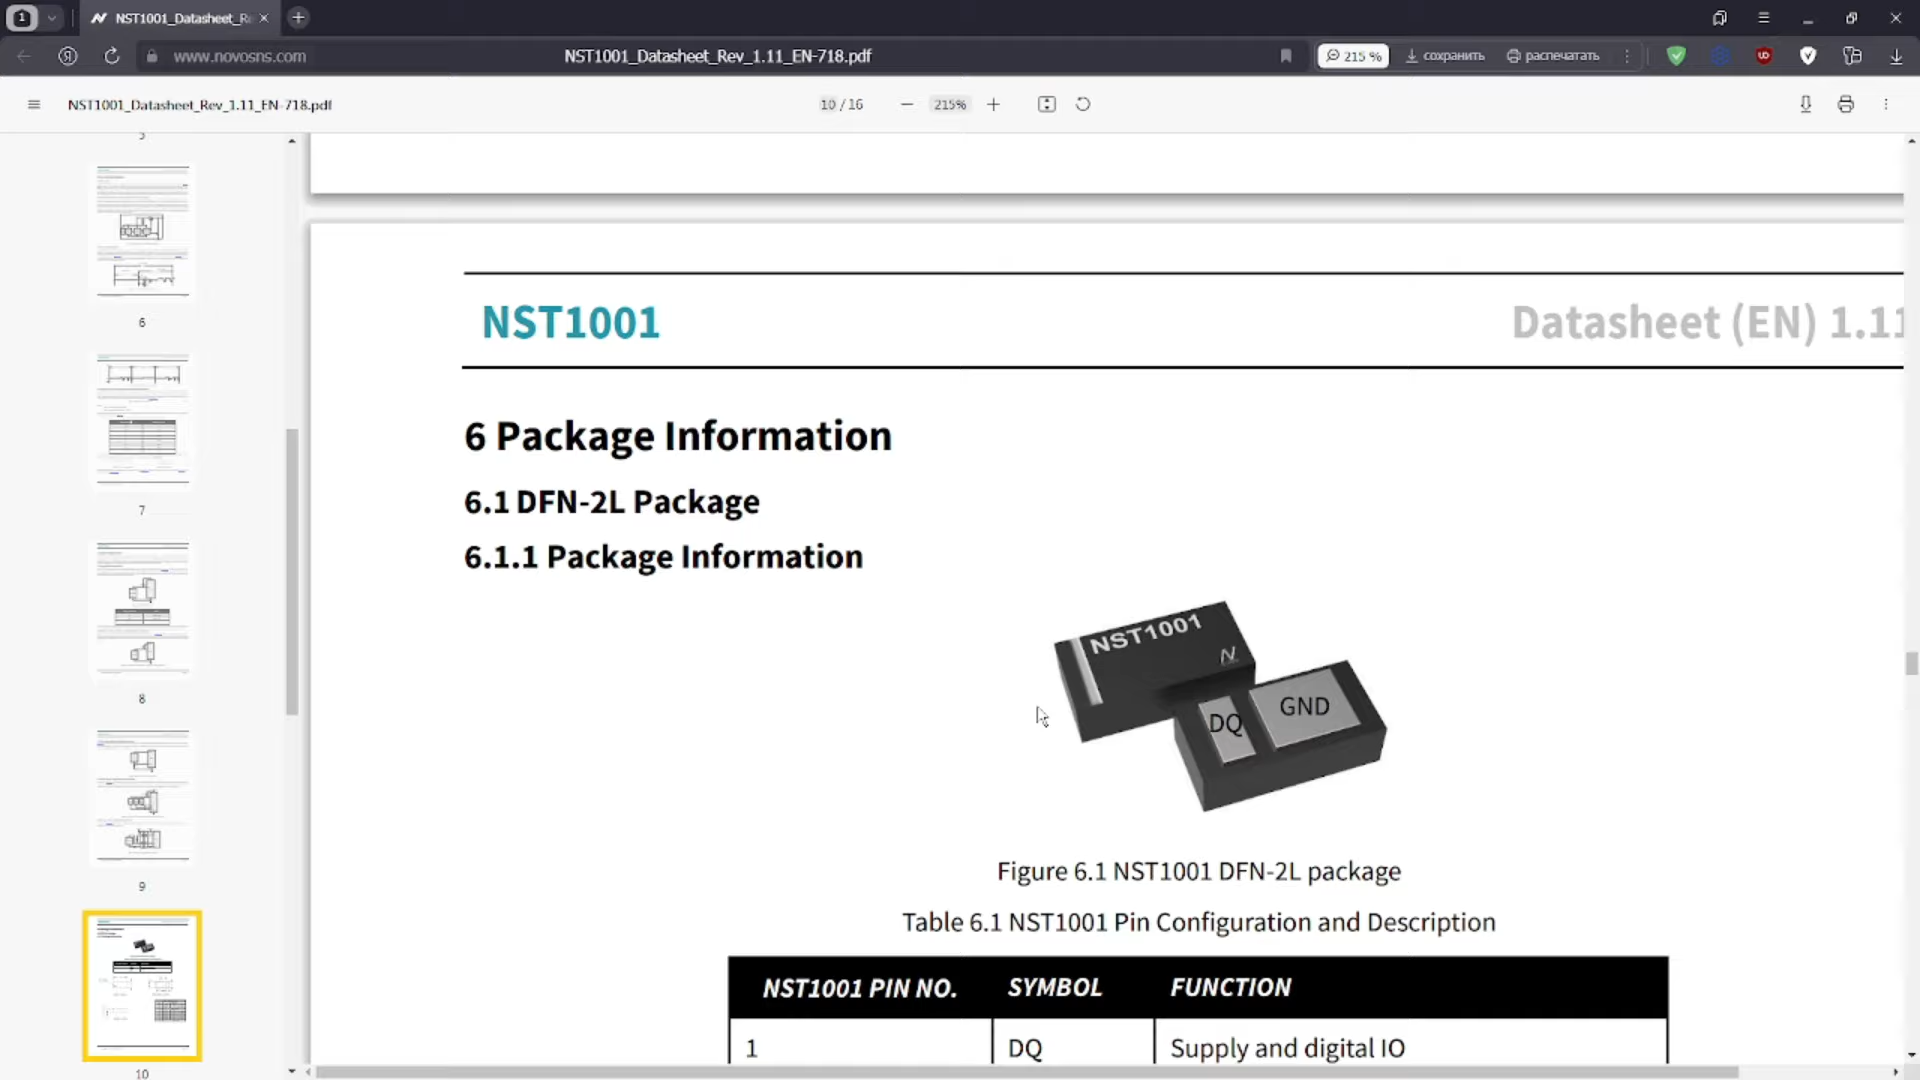 1
NST1001_Datasheet_R
www.novosns.com
NST1001_Datasheet_Rev_1.11_EN-718.pdf
215 %
сохранить
распечатать
NST1001_Datasheet_Rev_1.11_EN-718.pdf
10 / 16
215%
5
6
7
8
9
10
NST1001
Datasheet (EN) 1.11
6 Package Information
6.1 DFN-2L Package
6.1.1 Package Information
NST1001
N
DQ
GND
Figure 6.1 NST1001 DFN-2L package
Table 6.1 NST1001 Pin Configuration and Description
NST1001 PIN NO. SYMBOL FUNCTION
1 DQ Supply and digital IO